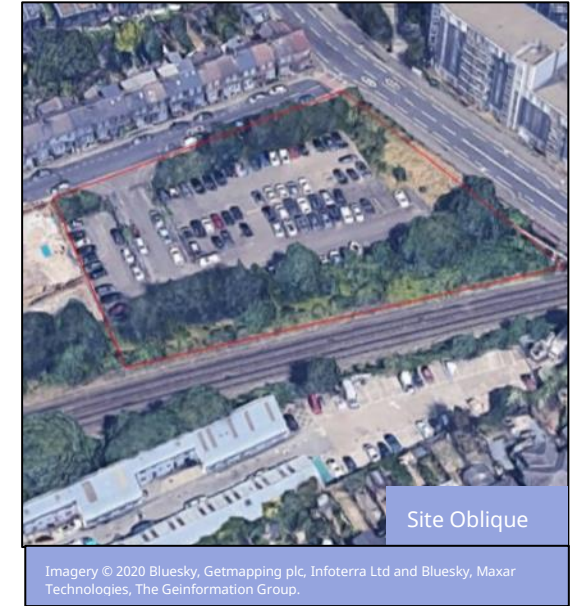 Site Oblique
Imagery © 2020 Bluesky, Getmapping plc, Infoterra Ltd and Bluesky, Maxar
Technologies, The Geinformation Group.